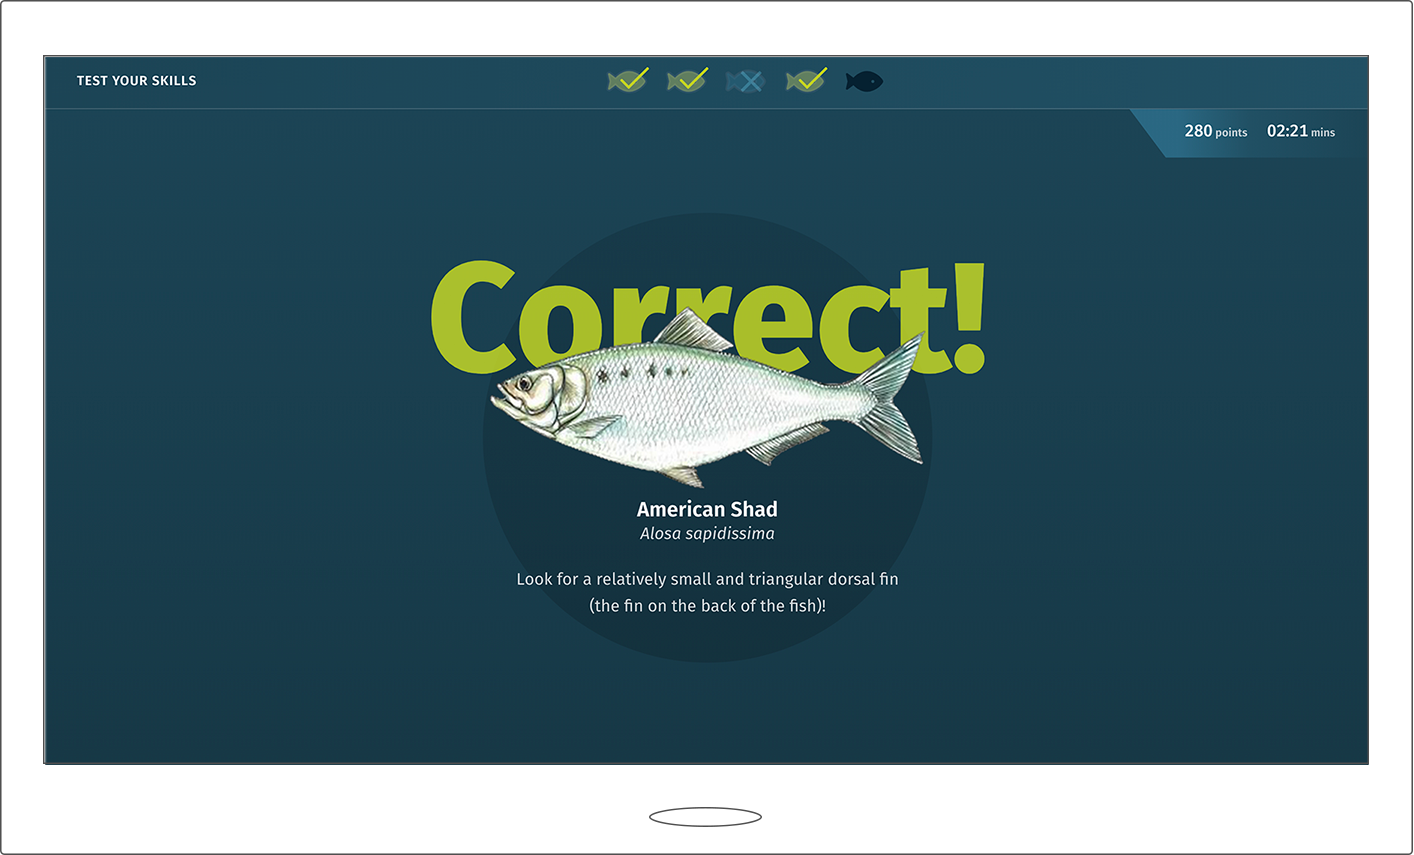 TEST YOUR SKILLS
280 points 02:21 mins
Correct!
American Shad
Alosa sapidissima
Look for a relatively small and triangular dorsal fin
(the fin on the back of the fish)!